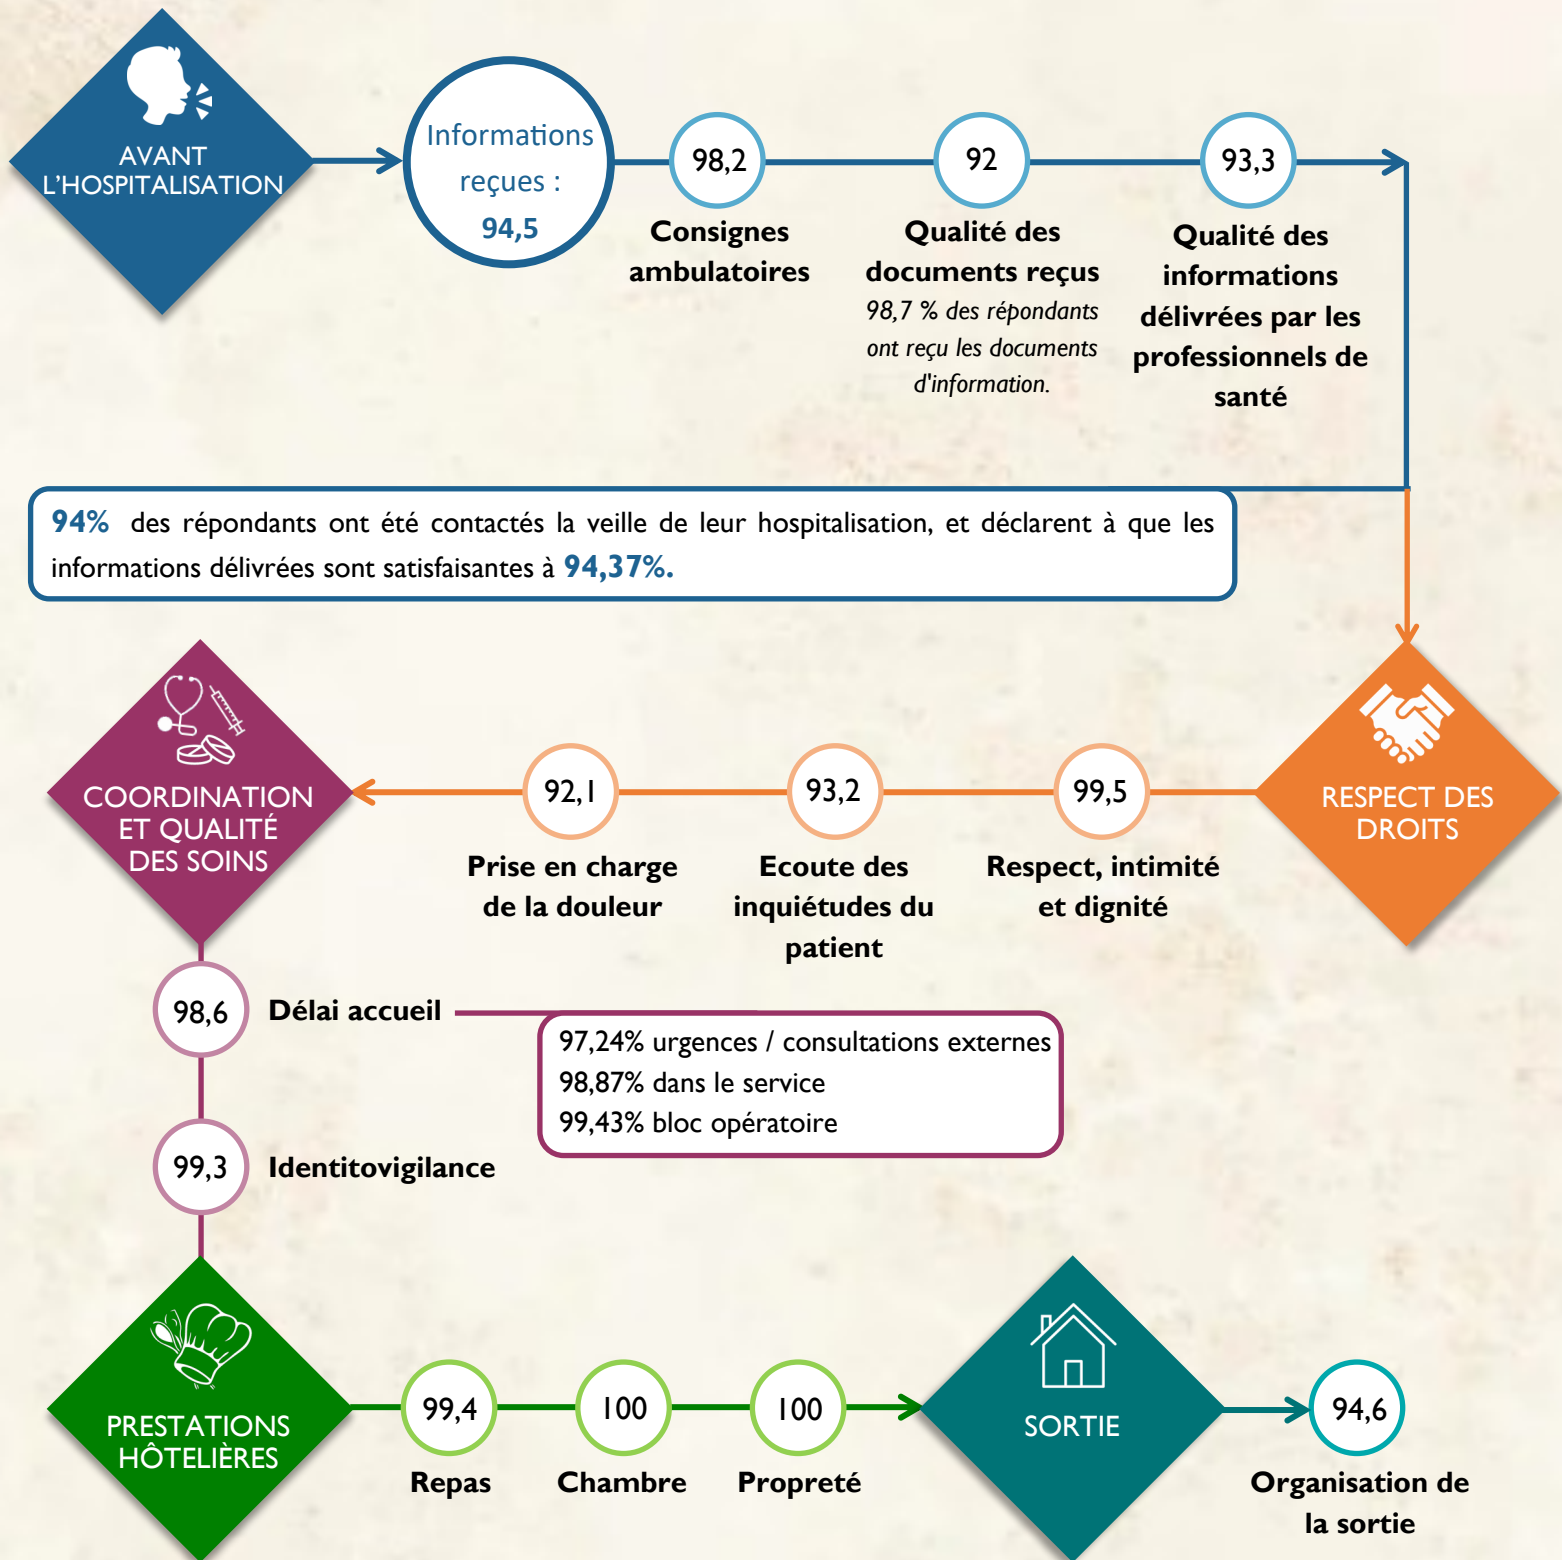 AVANT
L'HOSPITALISATION
Informations
reçues :
94,5
98,2
Consignes
ambulatoires
92
Qualité des
documents reçus
98,7 % des répondants
ont reçu les documents
d'information.
93,3
Qualité des
informations
délivrées par les
professionnels de
santé
94% des répondants ont été contactés la veille de leur hospitalisation, et déclarent à que les
informations délivrées sont satisfaisantes à 94,37%.
RESPECT DES
DROITS
99,5
Respect, intimité
et dignité
93,2
Ecoute des
inquiétudes du
patient
92,1
Prise en charge
de la douleur
COORDINATION
ET QUALITÉ
DES SOINS
98,6
Délai accueil
97,24% urgences / consultations externes
98,87% dans le service
99,43% bloc opératoire
99,3
Identitovigilance
PRESTATIONS
HÔTELIÈRES
99,4
Repas
100
Chambre
100
Propreté
SORTIE
94,6
Organisation de
la sortie